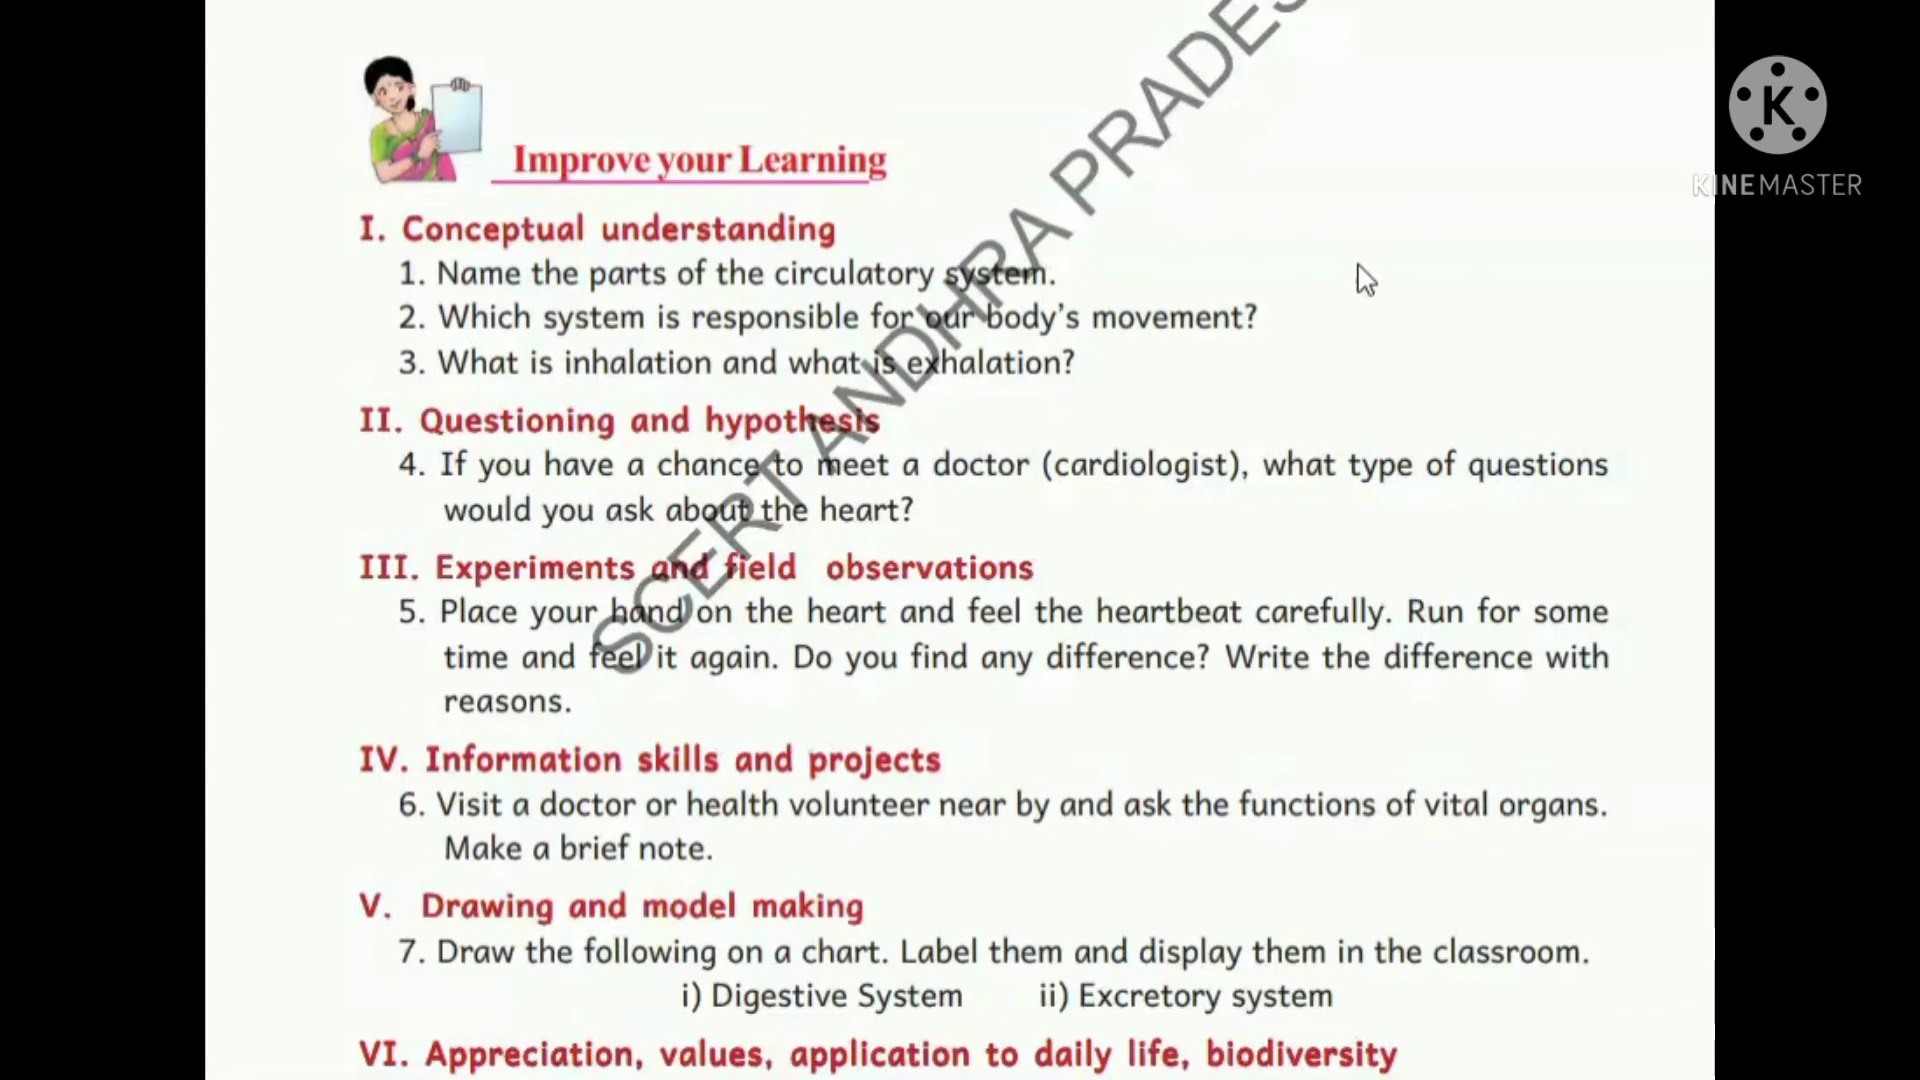 K
KINEMASTER
SCERT ANDHRA PRADES
Improve your Learning
I. Conceptual understanding
1. Name the parts of the circulatory system.
2. Which system is responsible for our body's movement?
3. What is inhalation and what is exhalation?
II. Questioning and hypothesis
4. If you have a chance to meet a doctor (cardiologist), what type of questions
would you ask about the heart?
III. Experiments and field observations
5. Place your hand on the heart and feel the heartbeat carefully. Run for some
time and feel it again. Do you find any difference? Write the difference with
reasons.
IV. Information skills and projects
6. Visit a doctor or health volunteer near by and ask the functions of vital organs.
Make a brief note.
V. Drawing and model making
7. Draw the following on a chart. Label them and display them in the classroom.
i) Digestive System ii) Excretory system
VI. Appreciation, values, application to daily life, biodiversity